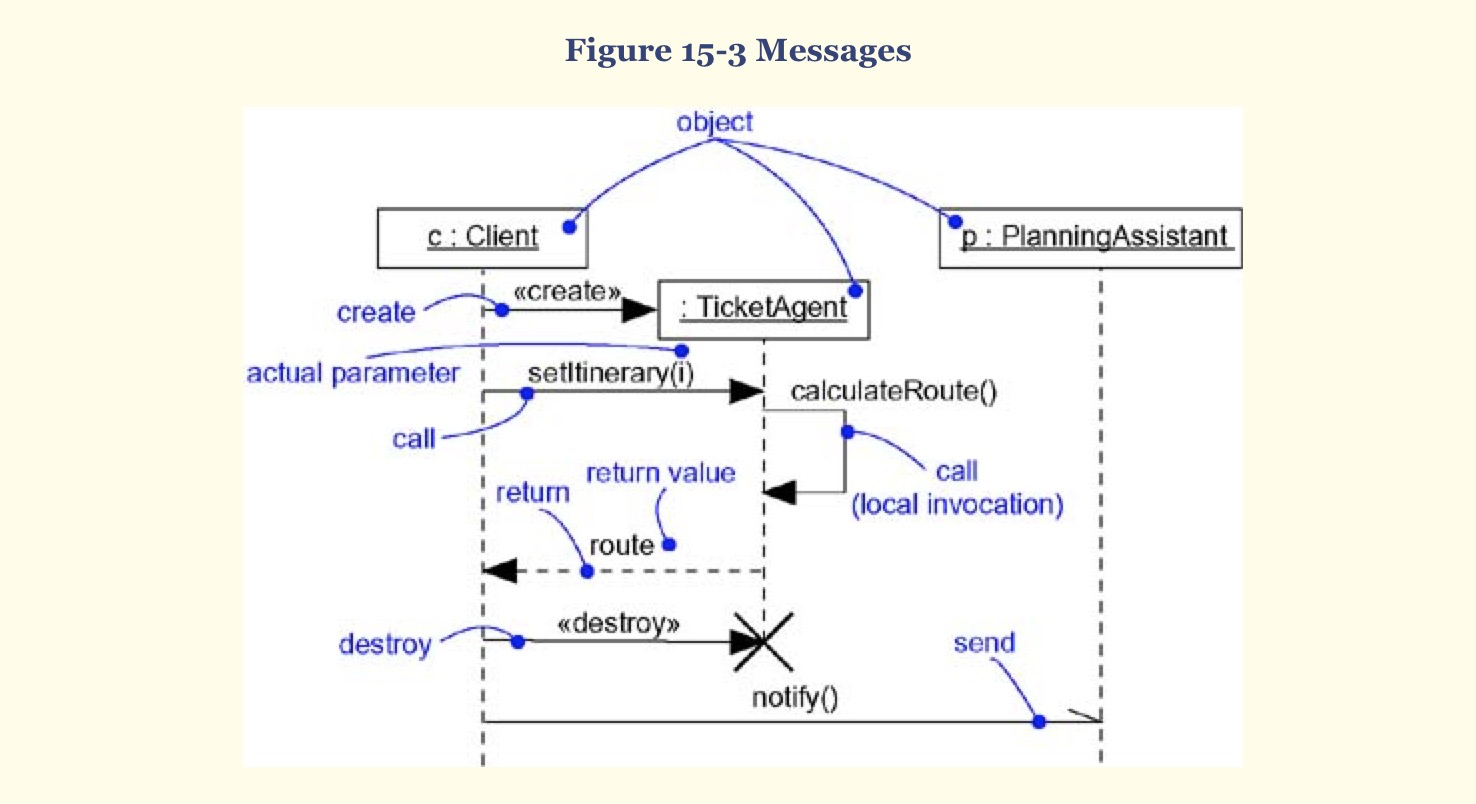 Figure 15-3 Messages
object
c : Client
p : PlanningAssistant
«create»
: TicketAgent
create
actual parameter
setItinerary(i)
calculateRoute()
call
return value
call
return
(local invocation)
route
«destroy»
destroy
send
notify()